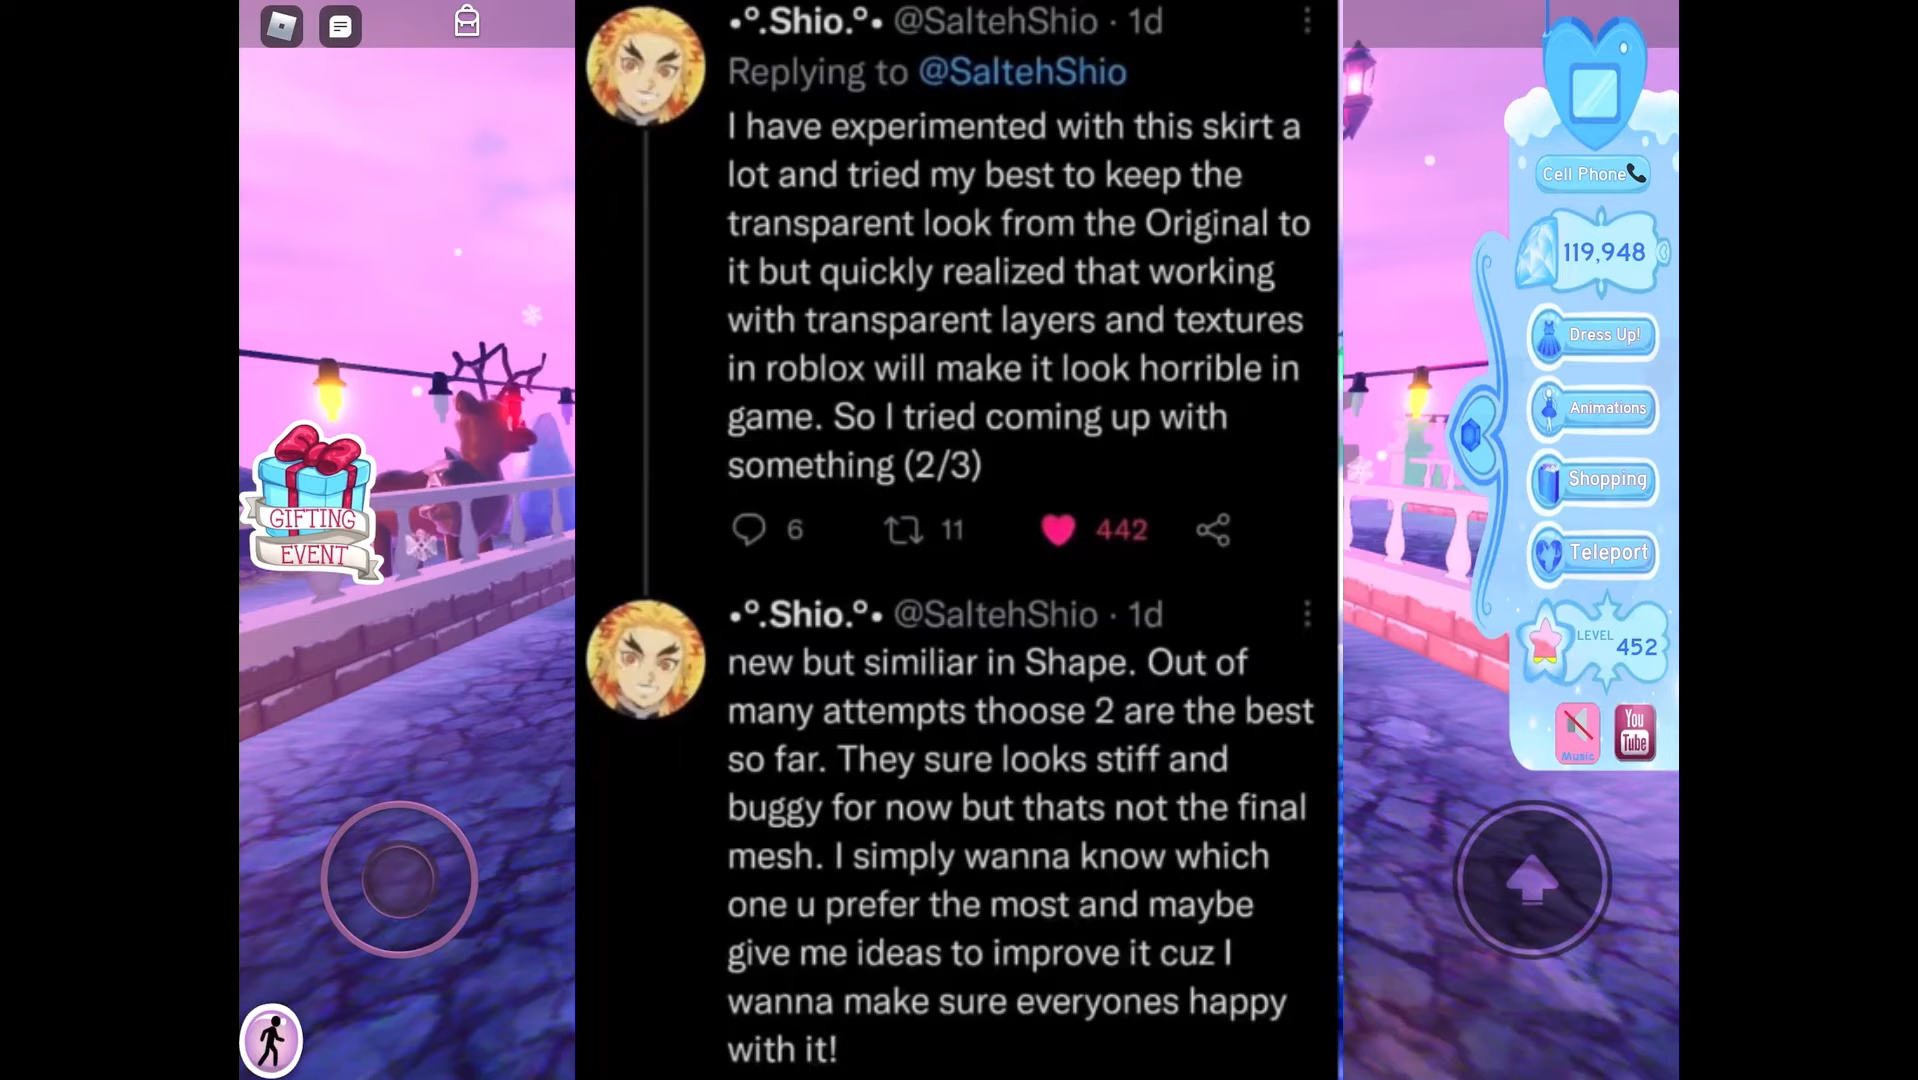 •°.Shio.°• @SaltehShio · 1d
Replying to @SaltehShio
I have experimented with this skirt a
lot and tried my best to keep the
transparent look from the Original to
it but quickly realized that working
with transparent layers and textures
in roblox will make it look horrible in
game. So I tried coming up with
something (2/3)
6 11 442
•°.Shio.°• @SaltehShio · 1d
new but similiar in Shape. Out of
many attempts thoose 2 are the best
so far. They sure looks stiff and
buggy for now but thats not the final
mesh. I simply wanna know which
one u prefer the most and maybe
give me ideas to improve it cuz I
wanna make sure everyones happy
with it!
GIFTING
EVENT
Cell Phone
119,948
Dress Up!
Animations
Shopping
Teleport
LEVEL
452
Music
You
Tube